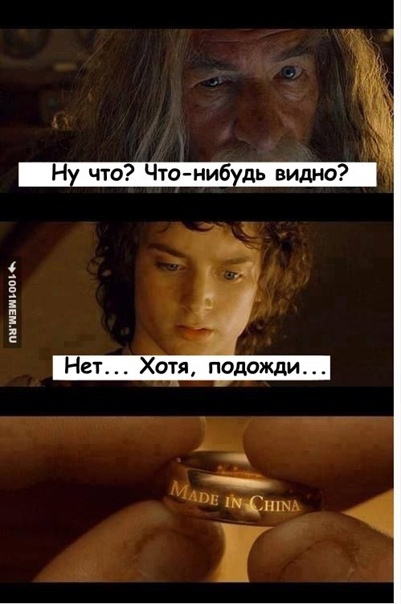 Ну что? Что-нибудь видно?
1001MEM.RU
Нет... Хотя, подожди...
MADE IN CHINA